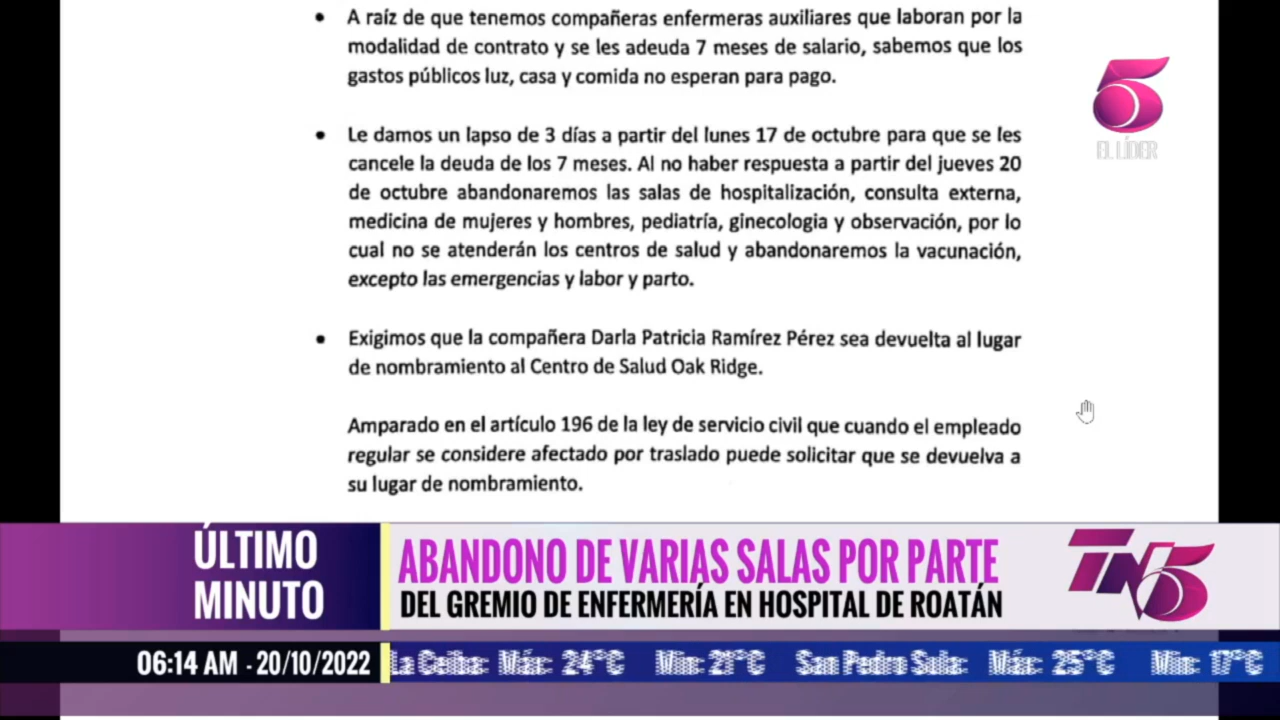 • A raíz de que tenemos compañeras enfermeras auxiliares que laboran por la
modalidad de contrato y se les adeuda 7 meses de salario, sabemos que los
gastos públicos luz, casa y comida no esperan para pago.
• Le damos un lapso de 3 días a partir del lunes 17 de octubre para que se les
cancele la deuda de los 7 meses. Al no haber respuesta a partir del jueves 20
de octubre abandonaremos las salas de hospitalización, consulta externa,
medicina de mujeres y hombres, pediatría, ginecologia y observación, por lo
cual no se atenderán los centros de salud y abandonaremos la vacunación,
excepto las emergencias y labor y parto.
• Exigimos que la compañera Darla Patricia Ramírez Pérez sea devuelta al lugar
de nombramiento al Centro de Salud Oak Ridge.
Amparado en el artículo 196 de la ley de servicio civil que cuando el empleado
regular se considere afectado por traslado puede solicitar que se devuelva a
su lugar de nombramiento.
5
EL LÍDER
ÚLTIMO
MINUTO
ABANDONO DE VARIAS SALAS POR PARTE
DEL GREMIO DE ENFERMERÍA EN HOSPITAL DE ROATÁN
TN5
06:14 AM - 20/10/2022
La Ceiba: Máx: 24°C Min: 21°C San Pedro Sula: Máx: 25°C Min: 17°C